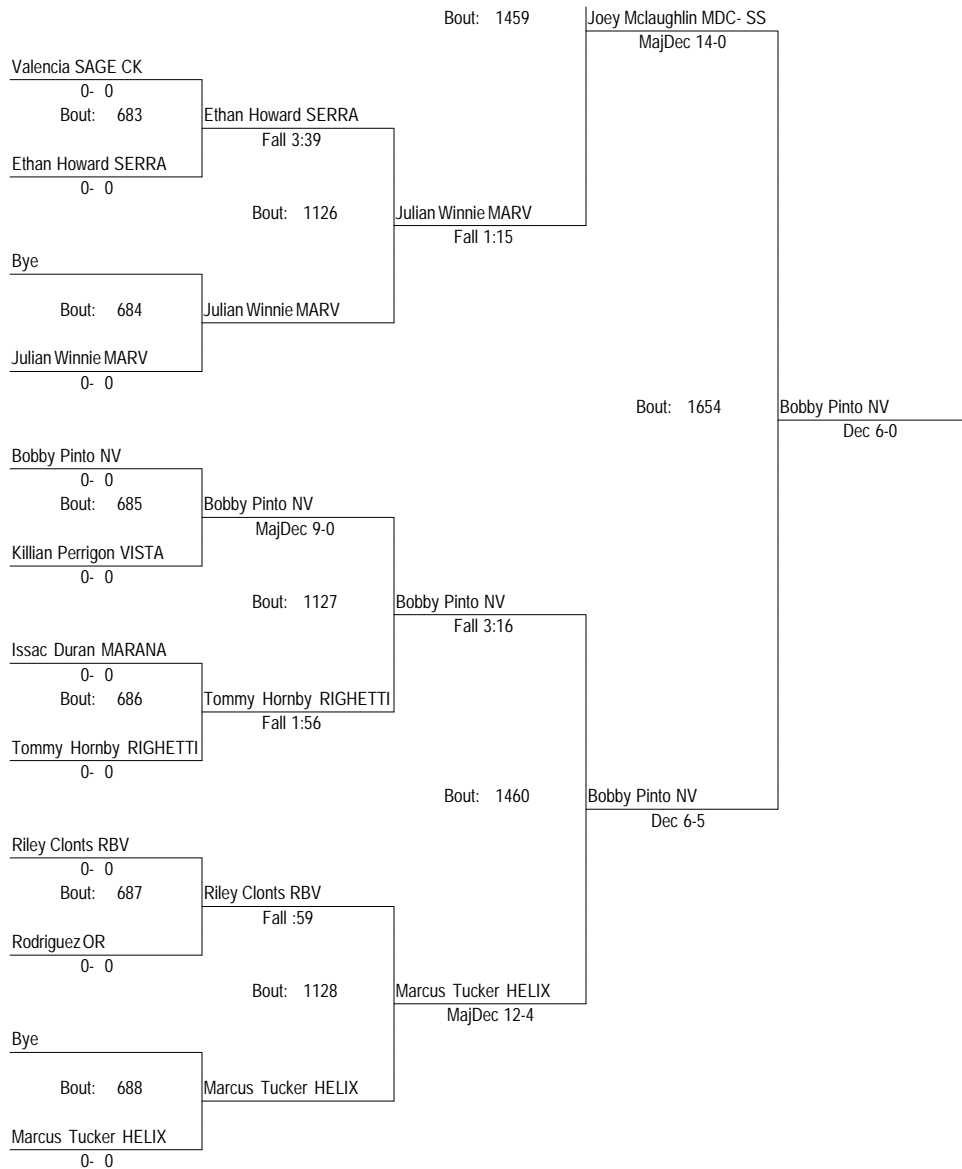 Bout: 1459 Joey Mclaughlin MDC- SS
MajDec 14-0
Valencia SAGE CK
0- 0
Bout: 683 Ethan Howard SERRA
Fall 3:39
Ethan Howard SERRA
0- 0
Bout: 1126 Julian Winnie MARV
Fall 1:15
Bye
Bout: 684 Julian Winnie MARV
Julian Winnie MARV
0- 0
Bout: 1654 Bobby Pinto NV
Dec 6-0
Bobby Pinto NV
0- 0
Bout: 685 Bobby Pinto NV
MajDec 9-0
Killian Perrigon VISTA
0- 0
Bout: 1127 Bobby Pinto NV
Fall 3:16
Issac Duran MARANA
0- 0
Bout: 686 Tommy Hornby RIGHETTI
Fall 1:56
Tommy Hornby RIGHETTI
0- 0
Bout: 1460 Bobby Pinto NV
Dec 6-5
Riley Clonts RBV
0- 0
Bout: 687 Riley Clonts RBV
Fall :59
Rodriguez OR
0- 0
Bout: 1128 Marcus Tucker HELIX
MajDec 12-4
Bye
Bout: 688 Marcus Tucker HELIX
Marcus Tucker HELIX
0- 0